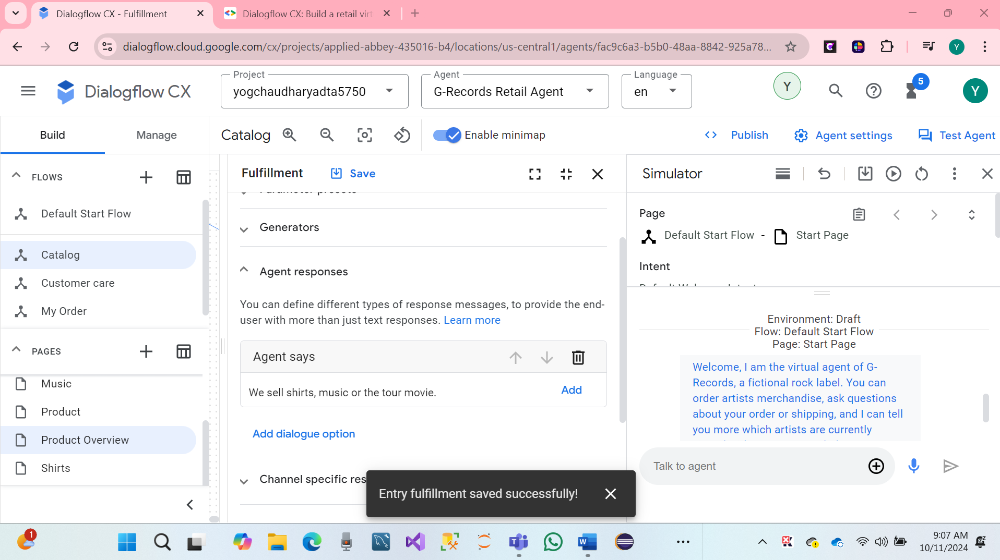 Dialogflow CX - Fulfillment
Dialogflow CX: Build a retail virt
dialogflow.cloud.google.com/cx/projects/applied-abbey-435016-b4/locations/us-central1/agents/fac9c6a3-b5b0-48aa-8842-925a78...
Y
Dialogflow CX
Project
yogchaudharyadta5750
Agent
G-Records Retail Agent
Language
en
Y
5
Y
Build
Manage
Catalog
Enable minimap
Publish
Agent settings
Test Agent
FLOWS
Default Start Flow
Catalog
Customer care
My Order
PAGES
Music
Product
Product Overview
Shirts
Fulfillment
Save
Parameter presets
Generators
Agent responses
You can define different types of response messages, to provide the end-
user with more than just text responses. Learn more
Agent says
We sell shirts, music or the tour movie.
Add
Add dialogue option
Channel specific res
Entry fulfillment saved successfully!
Simulator
Page
Default Start Flow - Start Page
Intent
Default Welcome Intent
Environment: Draft
Flow: Default Start Flow
Page: Start Page
Welcome, I am the virtual agent of G-
Records, a fictional rock label. You can
order artists merchandise, ask questions
about your order or shipping, and I can tell
you more which artists are currently
Talk to agent
1
9:07 AM
10/11/2024